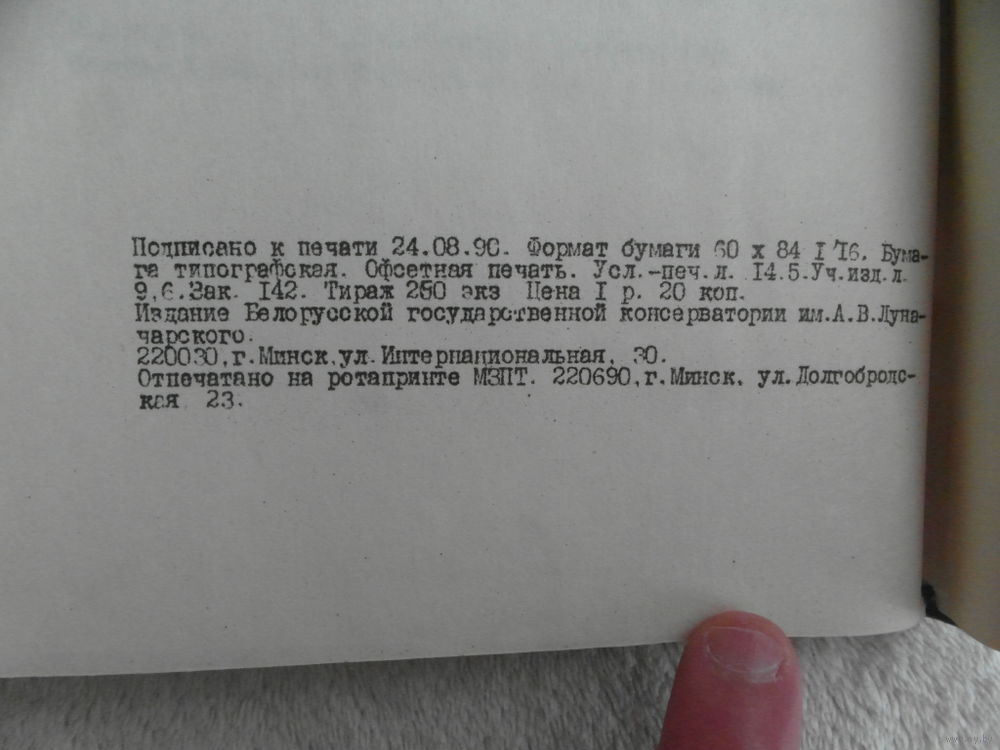 Подписано к печати 24.08.90. Формат бумаги 60 х 84 I/16. Бума-
га типографская. Офсетная печать. Усл.-печ.л. 14.5.Уч.изд.л.
9,6.Зак. 142. Тираж 250 экз Цена I р. 20 коп.
Издание Белорусской государственной консерватории им.А.В.Луна-
чарского.
220030,г.Минск,ул.Интернациональная, 30.
Отпечатано на ротапринте МЗПТ. 220690,г.Минск, ул.Долгобродс-
кая 23.